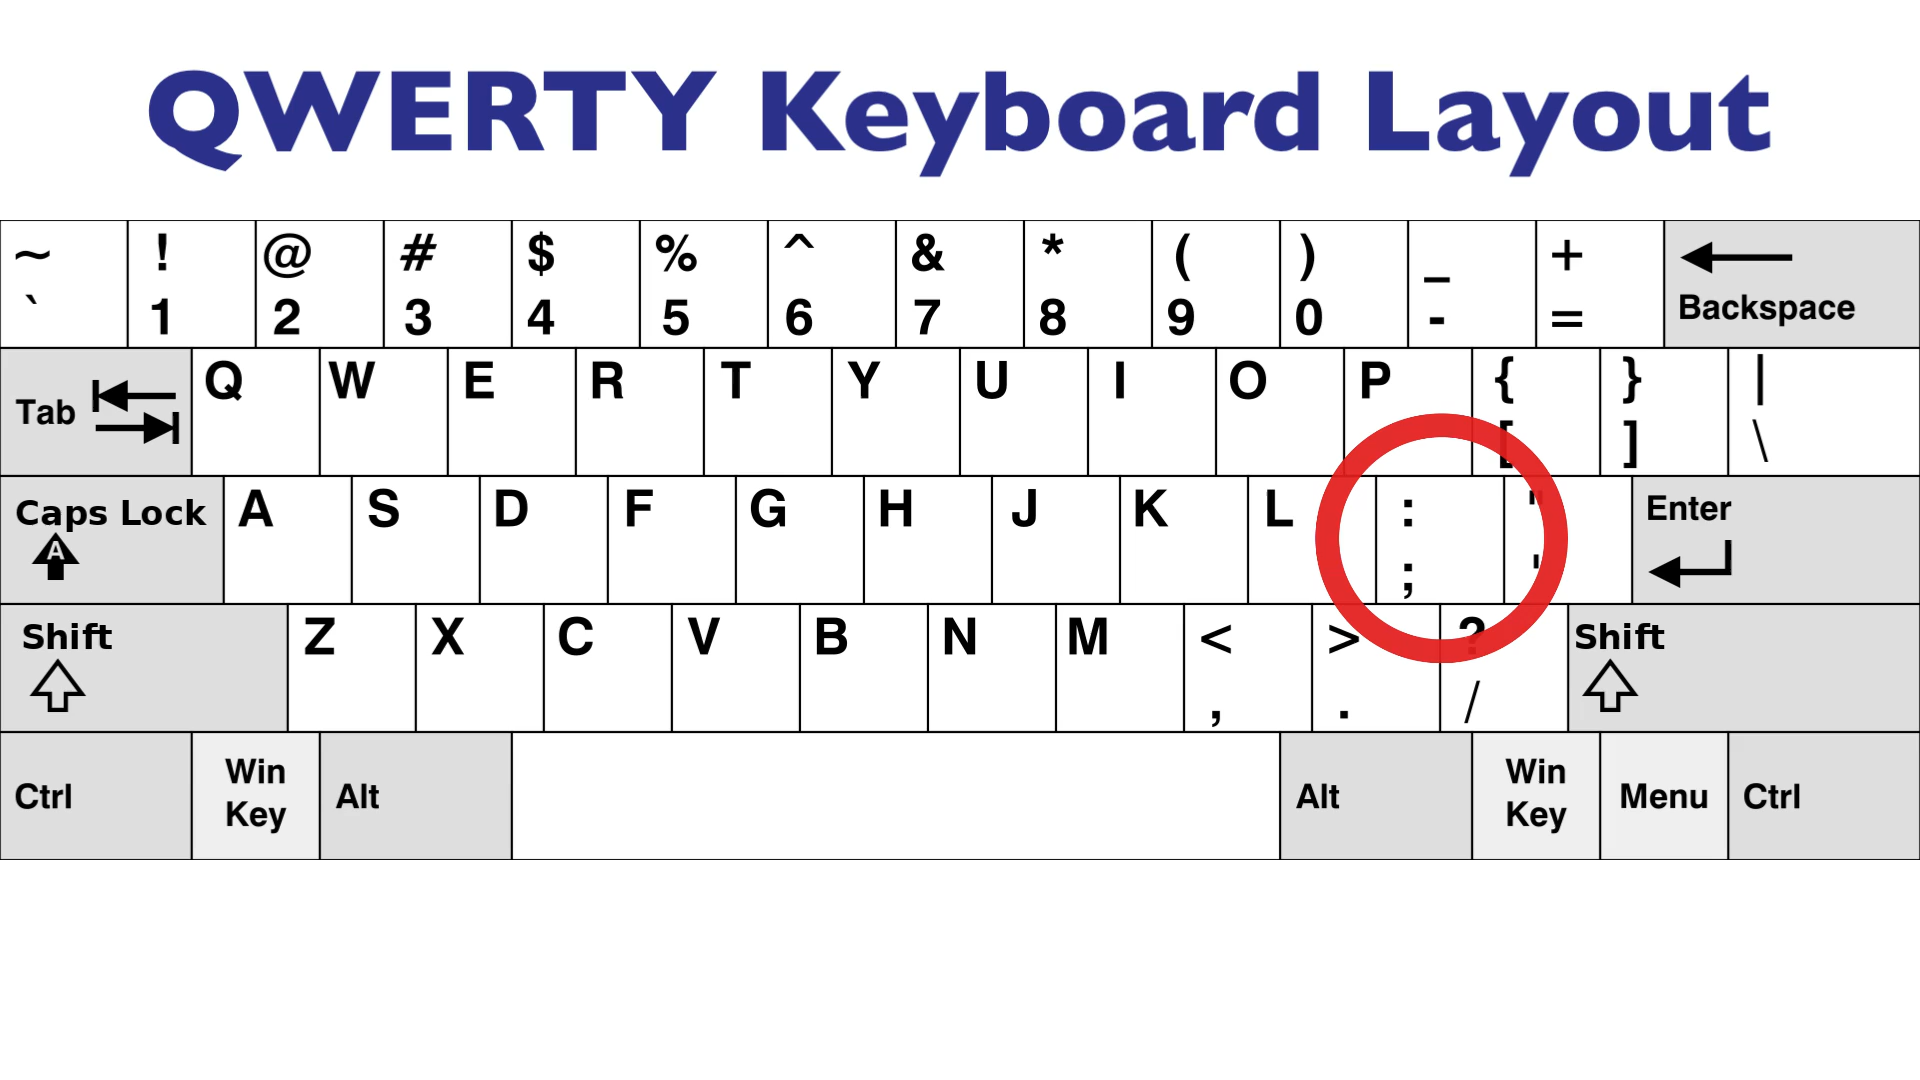 QWERTY Keyboard Layout
~ ! @ # $ % ^ & * ( ) _ +
` 1 2 3 4 5 6 7 8 9 0 - = Backspace
Tab Q W E R T Y U I O P { } |
[ ] \
Caps Lock A S D F G H J K L : " Enter
A ; '
Shift Z X C V B N M < > ? Shift
, . /
Ctrl Win Key Alt Alt Win Key Menu Ctrl